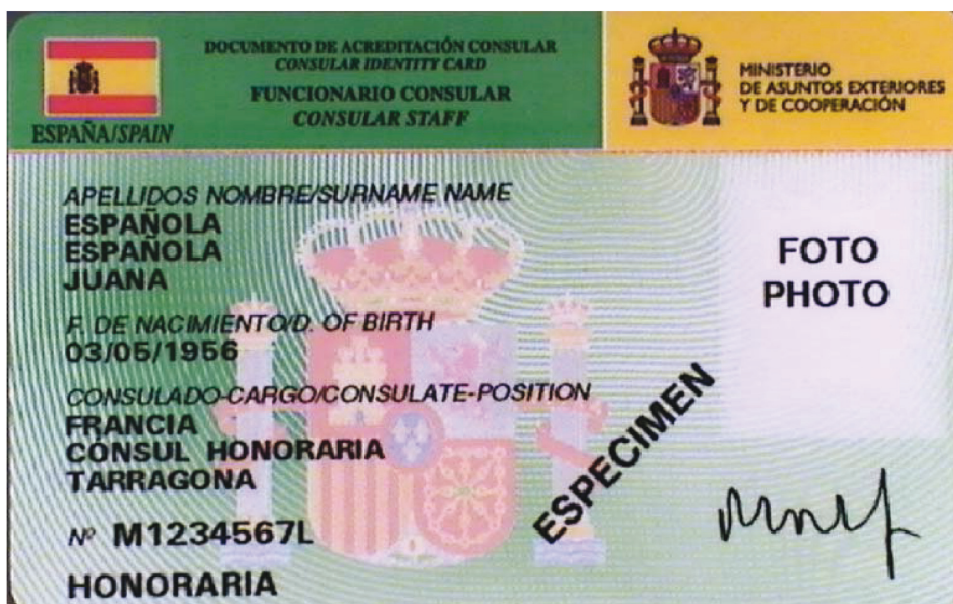 ESPAÑA/SPAIN
DOCUMENTO DE ACREDITACIÓN CONSULAR
CONSULAR IDENTITY CARD
FUNCIONARIO CONSULAR
CONSULAR STAFF
MINISTERIO
DE ASUNTOS EXTERIORES
Y DE COOPERACIÓN
APELLIDOS NOMBRE/SURNAME NAME
ESPAÑOLA
ESPAÑOLA
JUANA
FOTO
PHOTO
F. DE NACIMIENTO/D. OF BIRTH
03/05/1956
CONSULADO-CARGO/CONSULATE-POSITION
FRANCIA
CONSUL HONORARIA
TARRAGONA
ESPECIMEN
Nº M1234567L
HONORARIA